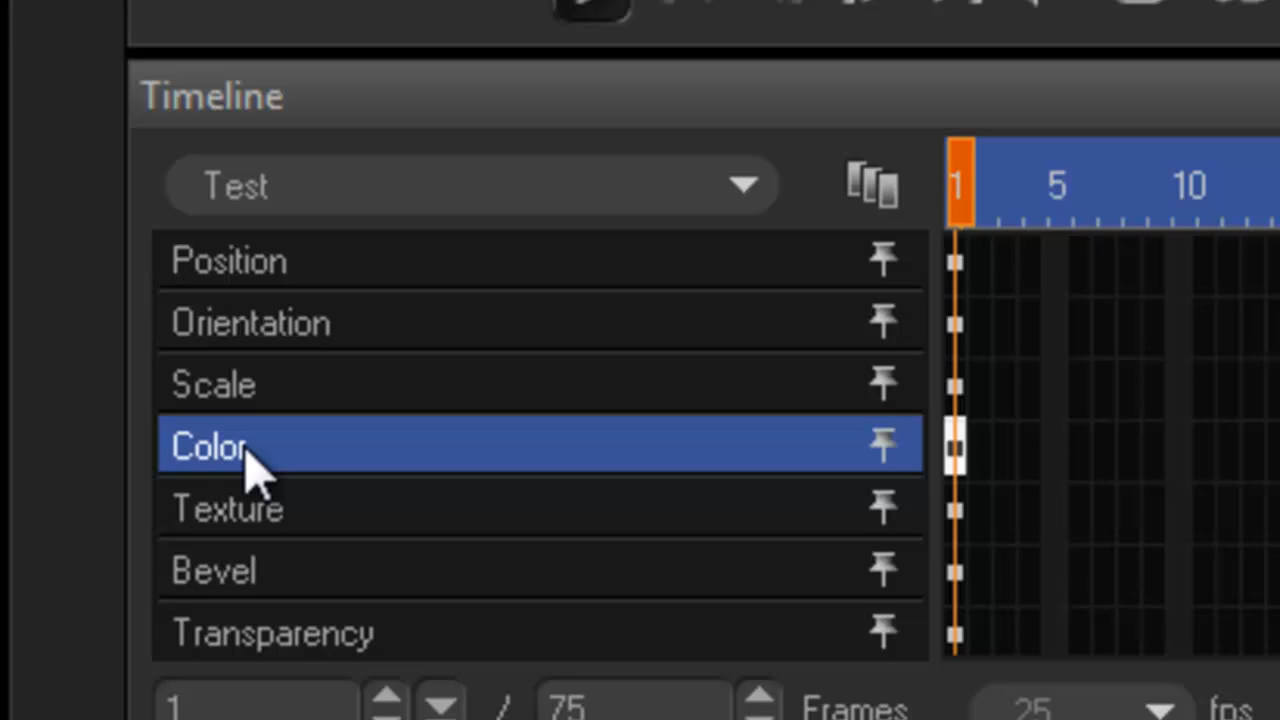 Timeline
Test
1 5 10
Position
Orientation
Scale
Color
Texture
Bevel
Transparency
1 / 75 Frames 25 fps